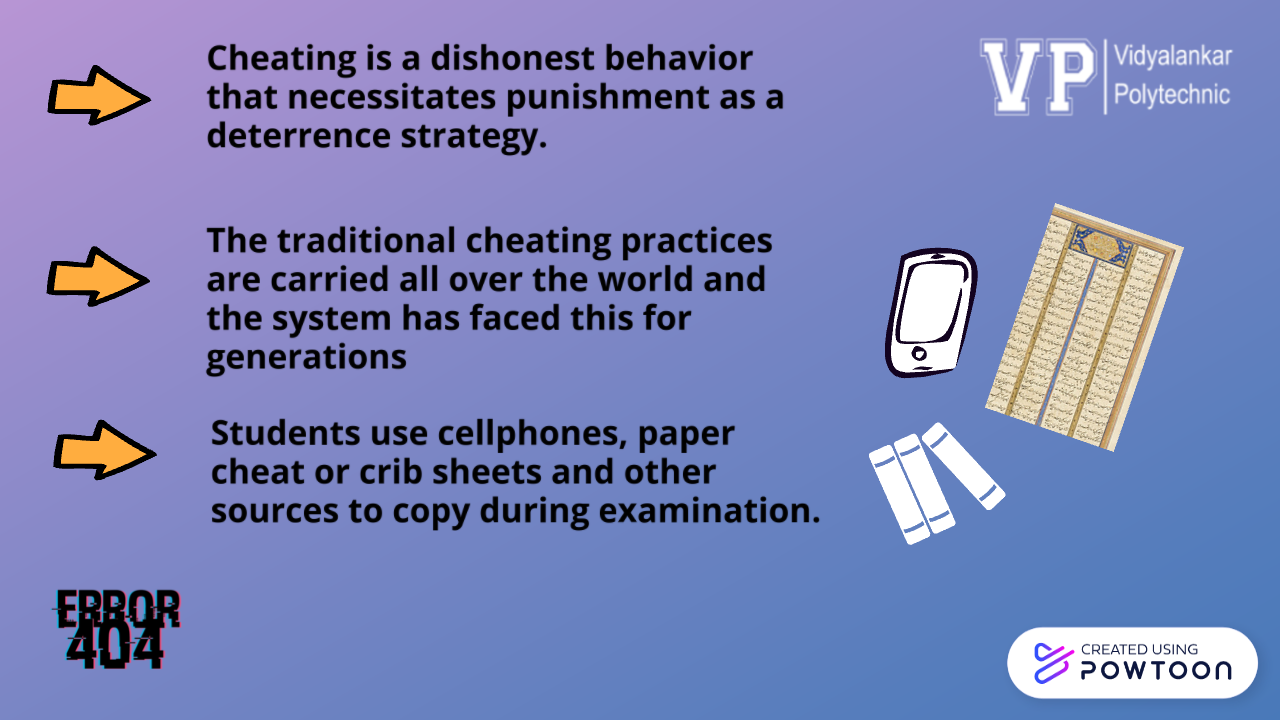 Cheating is a dishonest behavior
that necessitates punishment as a
deterrence strategy.
VP
Vidyalankar
Polytechnic
The traditional cheating practices
are carried all over the world and
the system has faced this for
generations
Students use cellphones, paper
cheat or crib sheets and other
sources to copy during examination.
ERROR
404
CREATED USING
POWTOON